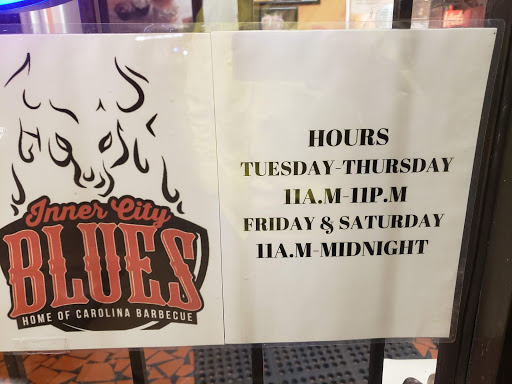 Inner City
BLUES
HOME OF CAROLINA BARBECUE
HOURS
TUESDAY-THURSDAY
11A.M-11P.M
FRIDAY & SATURDAY
11A.M-MIDNIGHT